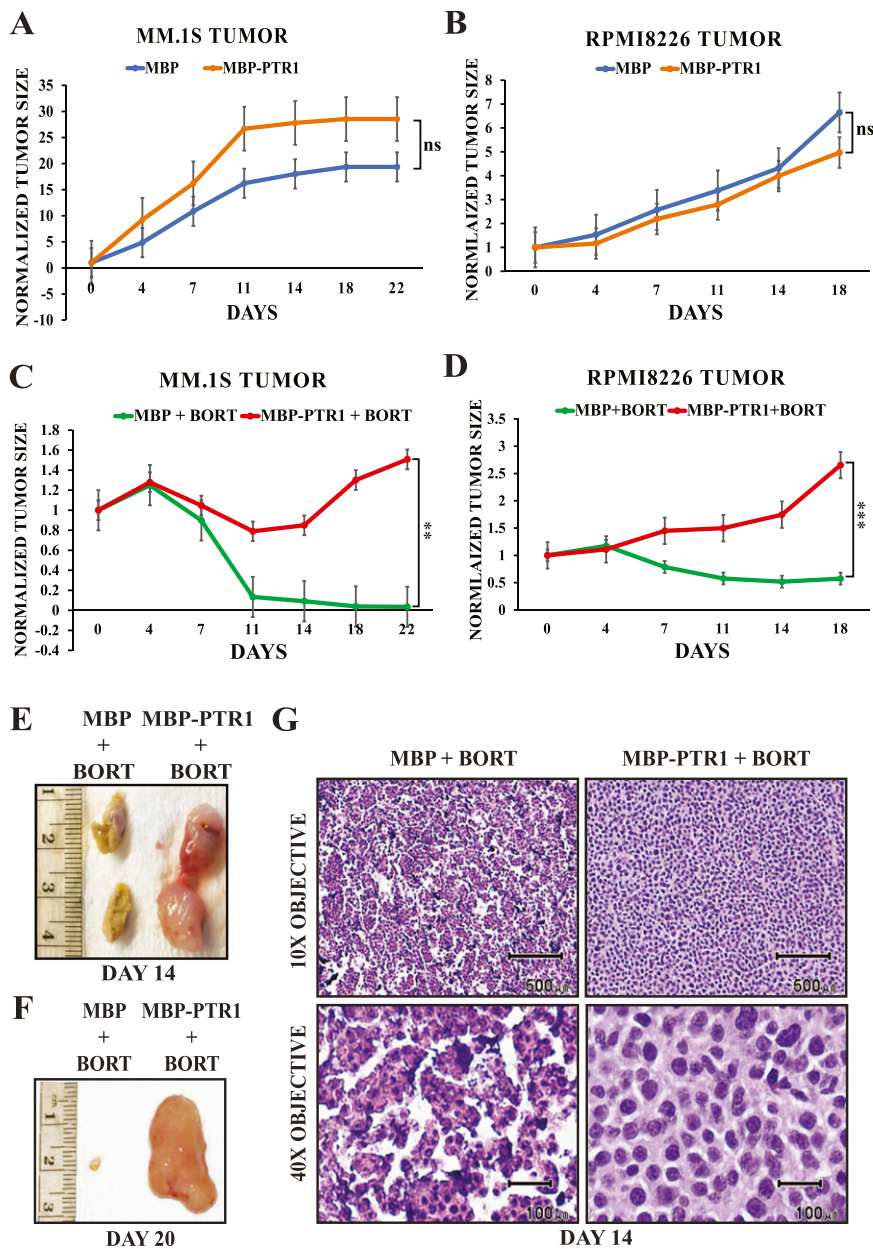 A
MM.1S TUMOR
MBP MBP-PTR1
NORMALIZED TUMOR SIZE
35
30
25
20
15
10
5
0
-5
-10
0 4 7 11 14 18 22
DAYS
ns
B
RPMI8226 TUMOR
MBP MBP-PTR1
NORMLAIZED TUMOR SIZE
8
7
6
5
4
3
2
1
0
0 4 7 11 14 18
DAYS
ns
C
MM.1S TUMOR
MBP + BORT MBP-PTR1 + BORT
NORMALIZED TUMOR SIZE
1.8
1.6
1.4
1.2
1
0.8
0.6
0.4
0.2
0
-0.2
-0.4
0 4 7 11 14 18 22
DAYS
**
D
RPMI8226 TUMOR
MBP+BORT MBP-PTR1+BORT
NORMLAIZED TUMOR SIZE
3.5
3
2.5
2
1.5
1
0.5
0
0 4 7 11 14 18
DAYS
***
E
MBP MBP-PTR1
+ +
BORT BORT
1
2
3
4
DAY 14
F
MBP MBP-PTR1
+ +
BORT BORT
cm
1
2
3
DAY 20
G
MBP + BORT MBP-PTR1 + BORT
10X OBJECTIVE
500μm 500μm
40X OBJECTIVE
100μm 100μm
DAY 14